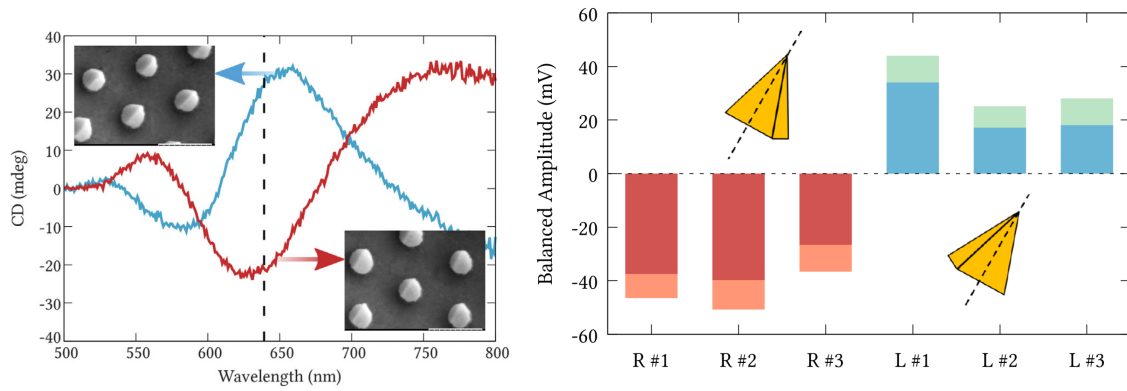 CD (mdeg)
40
30
20
10
0
-10
-20
-30
-40
500
550
600
650
700
750
800
Wavelength (nm)
Balanced Amplitude (mV)
60
40
20
0
-20
-40
-60
R #1
R #2
R #3
L #1
L #2
L #3